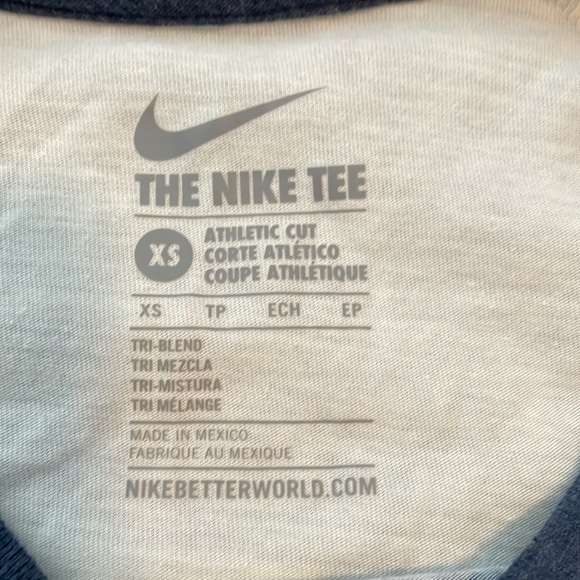 THE NIKE TEE
XS
ATHLETIC CUT
CORTE ATLÉTICO
COUPE ATHLÉTIQUE
XS TP ECH EP
TRI-BLEND
TRI MEZCLA
TRI-MISTURA
TRI MÉLANGE
MADE IN MEXICO
FABRIQUE AU MEXIQUE
NIKEBETTERWORLD.COM